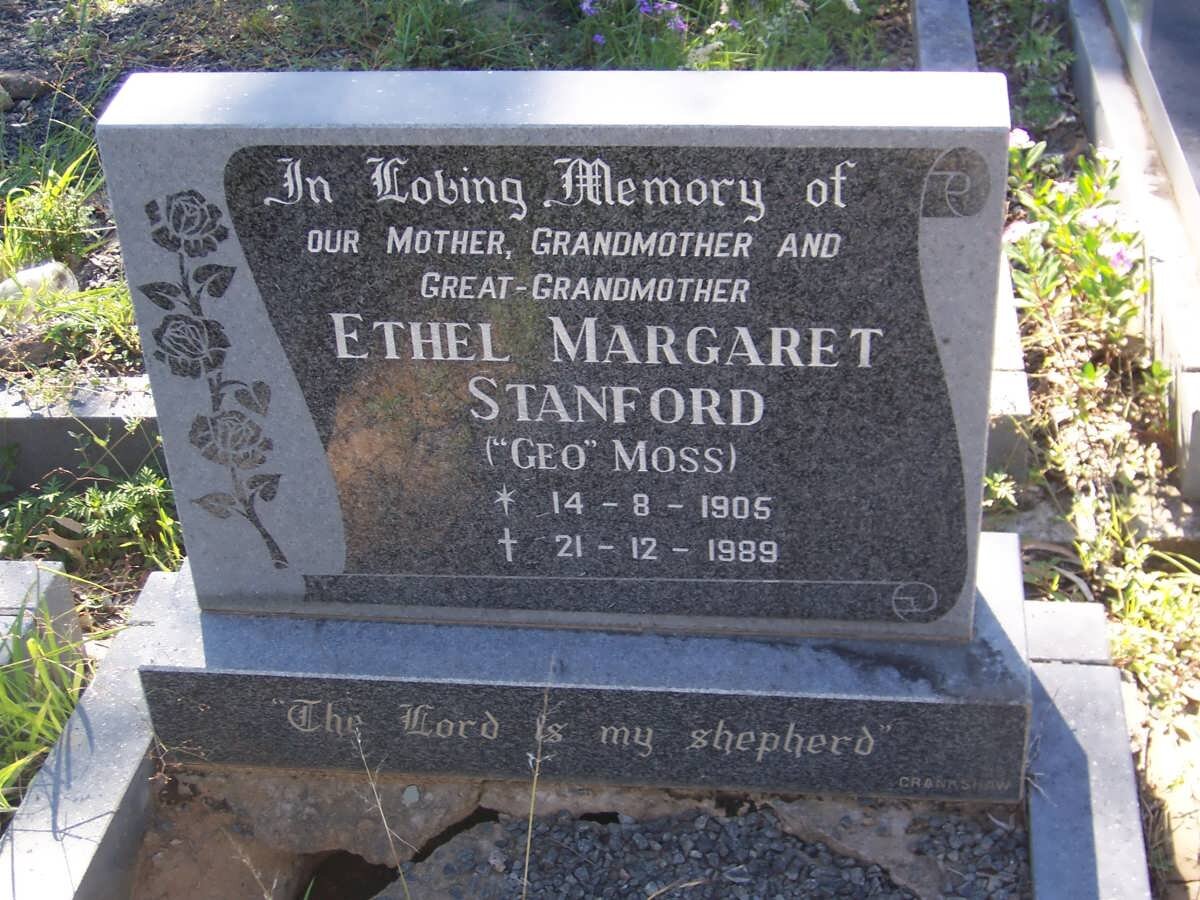 In Loving Memory of
OUR MOTHER, GRANDMOTHER AND
GREAT-GRANDMOTHER
ETHEL MARGARET
STANFORD
("GEO" MOSS)
* 14 - 8 - 1905
† 21 - 12 - 1989
"The Lord is my shepherd"
CRANKSHAW